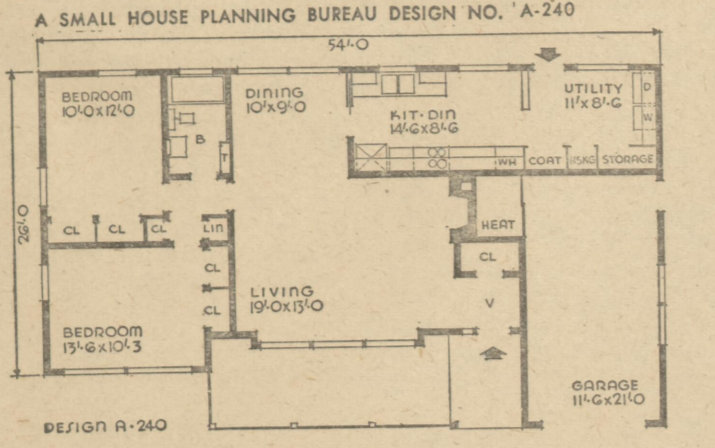 A SMALL HOUSE PLANNING BUREAU DESIGN NO. 'A-240
54'-0
26'-0
BEDROOM
10'-0x12'-0
B
T
DINING
10'x9'-0
KIT-DIN
14'-6x8'-6
UTILITY
11'x8'-6
D
W
WH
COAT
HSKG
STORAGE
CL
CL
CL
LIN
CL
CL
HEAT
CL
V
LIVING
19'-0x13'-0
BEDROOM
13'-6x10'-3
GARAGE
11'-6x21'-0
DESIGN A-240